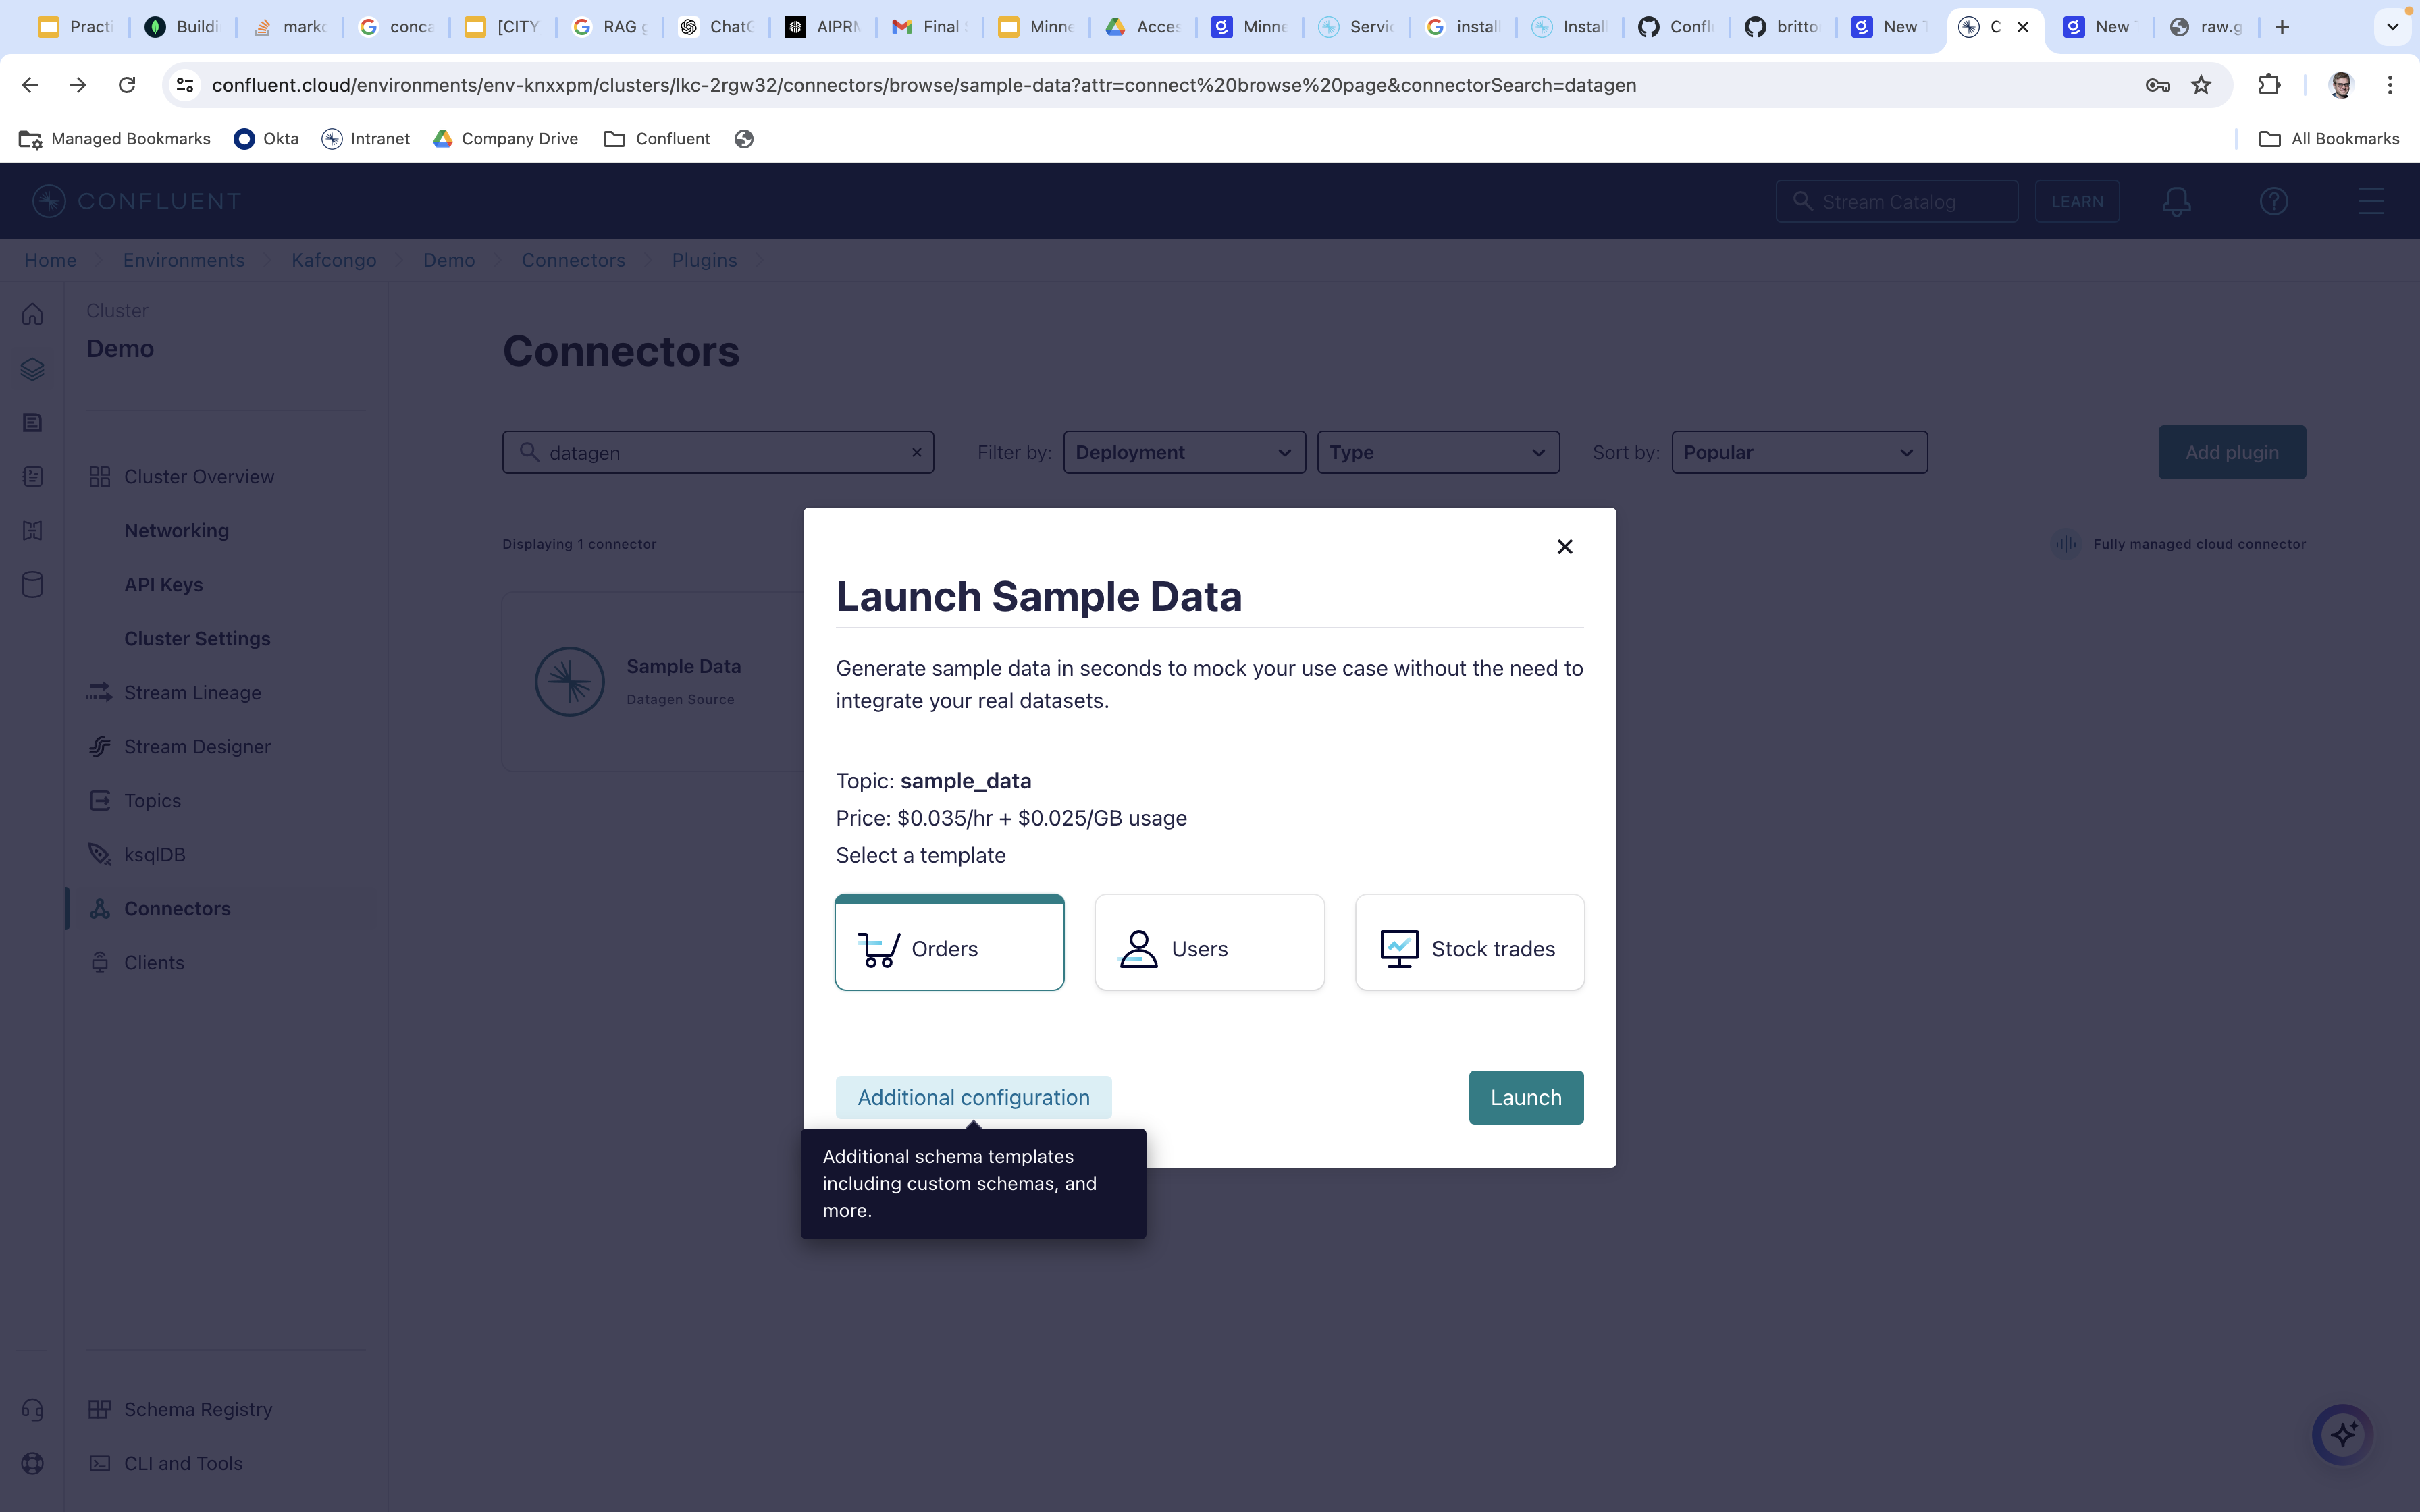 Practi
Buildi
marko
conca
[CITY
RAG g
ChatG
AIPRM
Final
Minne
Acces
Minne
Servic
install
Install
Conflu
britto
New
C
New
raw.g
confluent.cloud/environments/env-knxxpm/clusters/lkc-2rgw32/connectors/browse/sample-data?attr=connect%20browse%20page&connectorSearch=datagen
Managed Bookmarks
Okta
Intranet
Company Drive
Confluent
All Bookmarks
CONFLUENT
Stream Catalog
LEARN
Home
Environments
Kafcongo
Demo
Connectors
Plugins
Cluster
Demo
Cluster Overview
Networking
API Keys
Cluster Settings
Stream Lineage
Stream Designer
Topics
ksqlDB
Connectors
Clients
Schema Registry
CLI and Tools
Connectors
datagen
Filter by:
Deployment
Type
Sort by:
Popular
Add plugin
Displaying 1 connector
Fully managed cloud connector
Sample Data
Datagen Source
Launch Sample Data
Generate sample data in seconds to mock your use case without the need to
integrate your real datasets.
Topic: sample_data
Price: $0.035/hr + $0.025/GB usage
Select a template
Orders
Users
Stock trades
Additional configuration
Launch
Additional schema templates
including custom schemas, and
more.